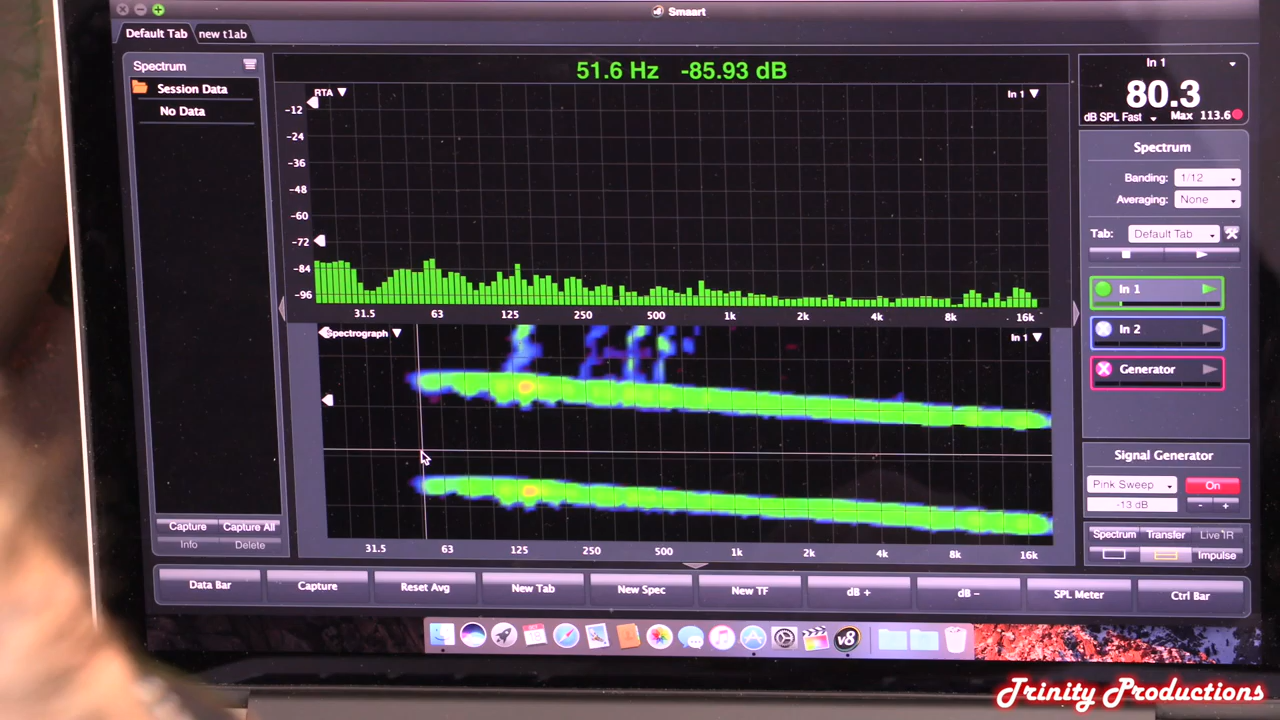 Smaart
Default Tab new t1ab
Spectrum
Session Data
No Data
51.6 Hz -85.93 dB
RTA In 1
-12
-24
-36
-48
-60
-72
-84
-96
31.5 63 125 250 500 1k 2k 4k 8k 16k
Spectrograph In 1
31.5 63 125 250 500 1k 2k 4k 8k 16k
Capture Capture All
Info Delete
In 1
80.3
dB SPL Fast Max 113.6
Spectrum
Banding: 1/12
Averaging: None
Tab: Default Tab
In 1
In 2
Generator
Signal Generator
Pink Sweep On
-13 dB - +
Spectrum Transfer Live IR
Impulse
Data Bar Capture Reset Avg New Tab New Spec New TF dB + dB - SPL Meter Ctrl Bar
v8
Trinity Productions